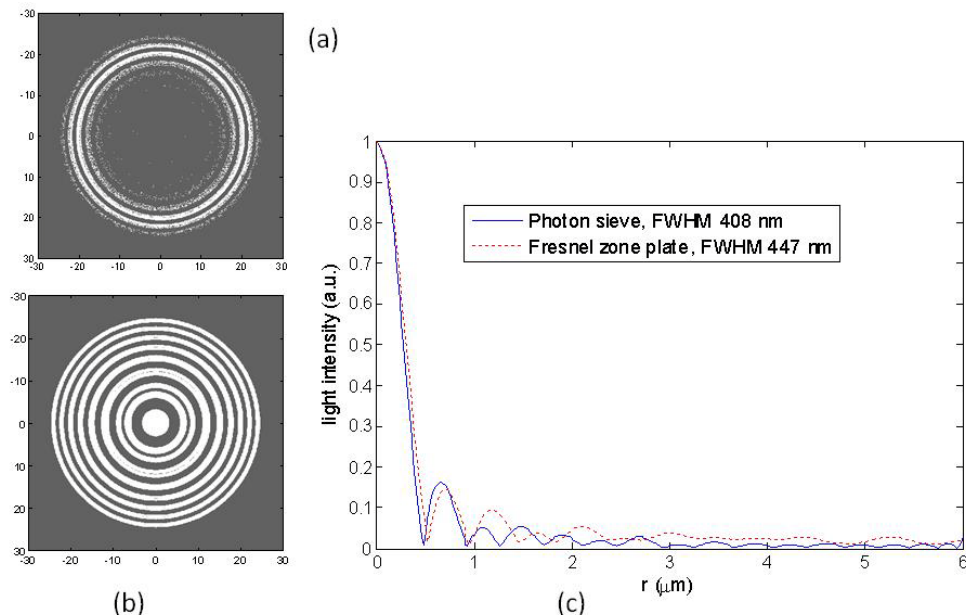 (a)
-30
-20
-10
0
10
20
30
-30 -20 -10 0 10 20 30
-30
-20
-10
0
10
20
30
-30 -20 -10 0 10 20 30
(b)
1
0.9
0.8
0.7
0.6
0.5
0.4
0.3
0.2
0.1
0
light intensity (a.u.)
Photon sieve, FWHM 408 nm
Fresnel zone plate, FWHM 447 nm
0 1 2 3 4 5 6
r (μm)
(c)